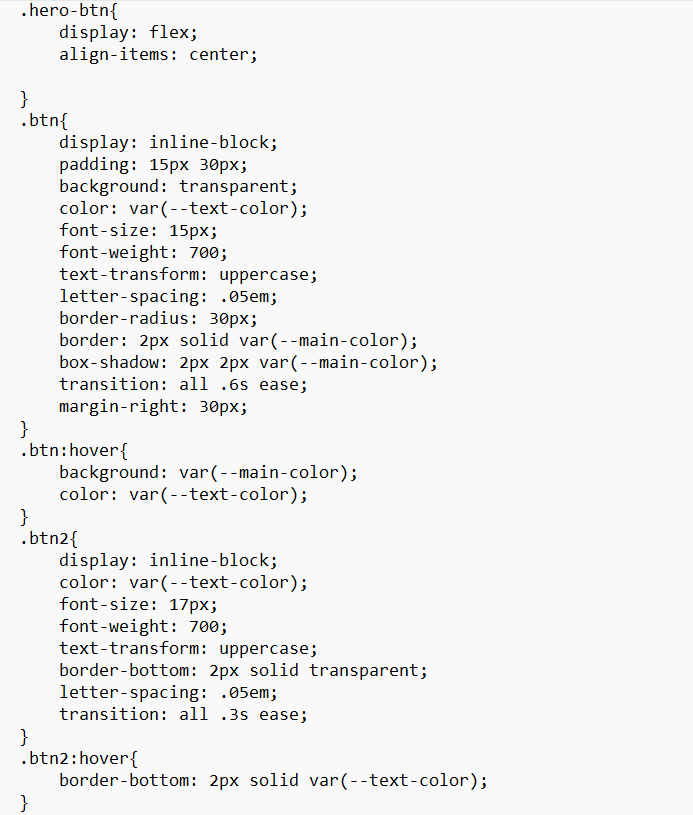 .hero-btn{
    display: flex;
    align-items: center;

}
.btn{
    display: inline-block;
    padding: 15px 30px;
    background: transparent;
    color: var(--text-color);
    font-size: 15px;
    font-weight: 700;
    text-transform: uppercase;
    letter-spacing: .05em;
    border-radius: 30px;
    border: 2px solid var(--main-color);
    box-shadow: 2px 2px var(--main-color);
    transition: all .6s ease;
    margin-right: 30px;
}
.btn:hover{
    background: var(--main-color);
    color: var(--text-color);
}
.btn2{
    display: inline-block;
    color: var(--text-color);
    font-size: 17px;
    font-weight: 700;
    text-transform: uppercase;
    border-bottom: 2px solid transparent;
    letter-spacing: .05em;
    transition: all .3s ease;
}
.btn2:hover{
    border-bottom: 2px solid var(--text-color);
}